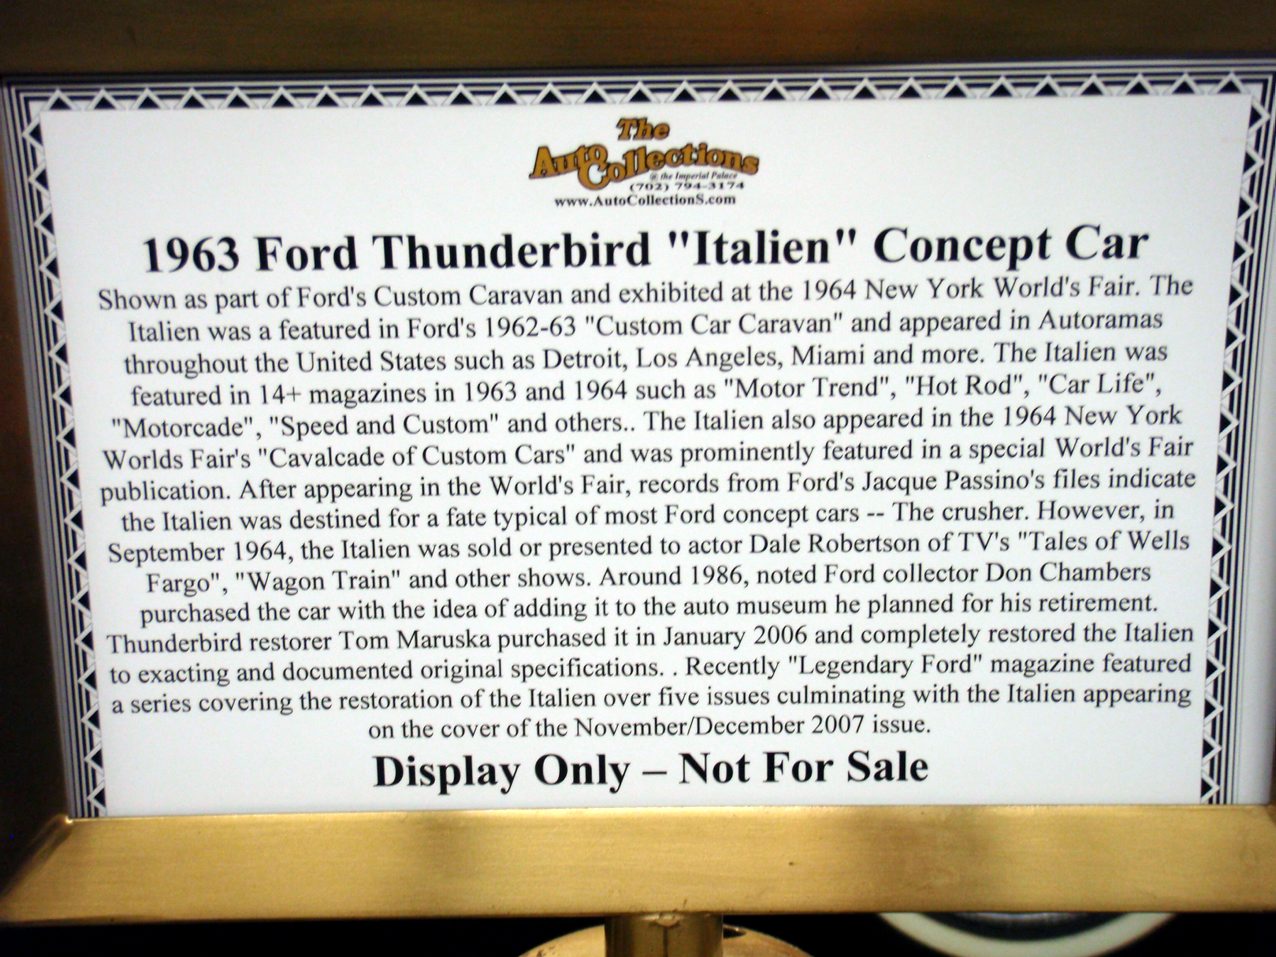 The
Auto Collections
@ the Imperial Palace
(702) 794-3174
www.AutoCollectionS.com
1963 Ford Thunderbird "Italien" Concept Car
Shown as part of Ford's Custom Caravan and exhibited at the 1964 New York World's Fair. The
Italien was a featured in Ford's 1962-63 "Custom Car Caravan" and appeared in Autoramas
throughout the United States such as Detroit, Los Angeles, Miami and more. The Italien was
featured in 14+ magazines in 1963 and 1964 such as "Motor Trend", "Hot Rod", "Car Life",
"Motorcade", "Speed and Custom" and others.. The Italien also appeared in the 1964 New York
Worlds Fair's "Cavalcade of Custom Cars" and was prominently featured in a special World's Fair
publication. After appearing in the World's Fair, records from Ford's Jacque Passino's files indicate
the Italien was destined for a fate typical of most Ford concept cars -- The crusher. However, in
September 1964, the Italien was sold or presented to actor Dale Robertson of TV's "Tales of Wells
Fargo", "Wagon Train" and other shows. Around 1986, noted Ford collector Don Chambers
purchased the car with the idea of adding it to the auto museum he planned for his retirement.
Thunderbird restorer Tom Maruska purchased it in January 2006 and completely restored the Italien
to exacting and documented original specifications. . Recently "Legendary Ford" magazine featured
a series covering the restoration of the Italien over five issues culminating with the Italien appearing
on the cover of the November/December 2007 issue.
Display Only – Not For Sale